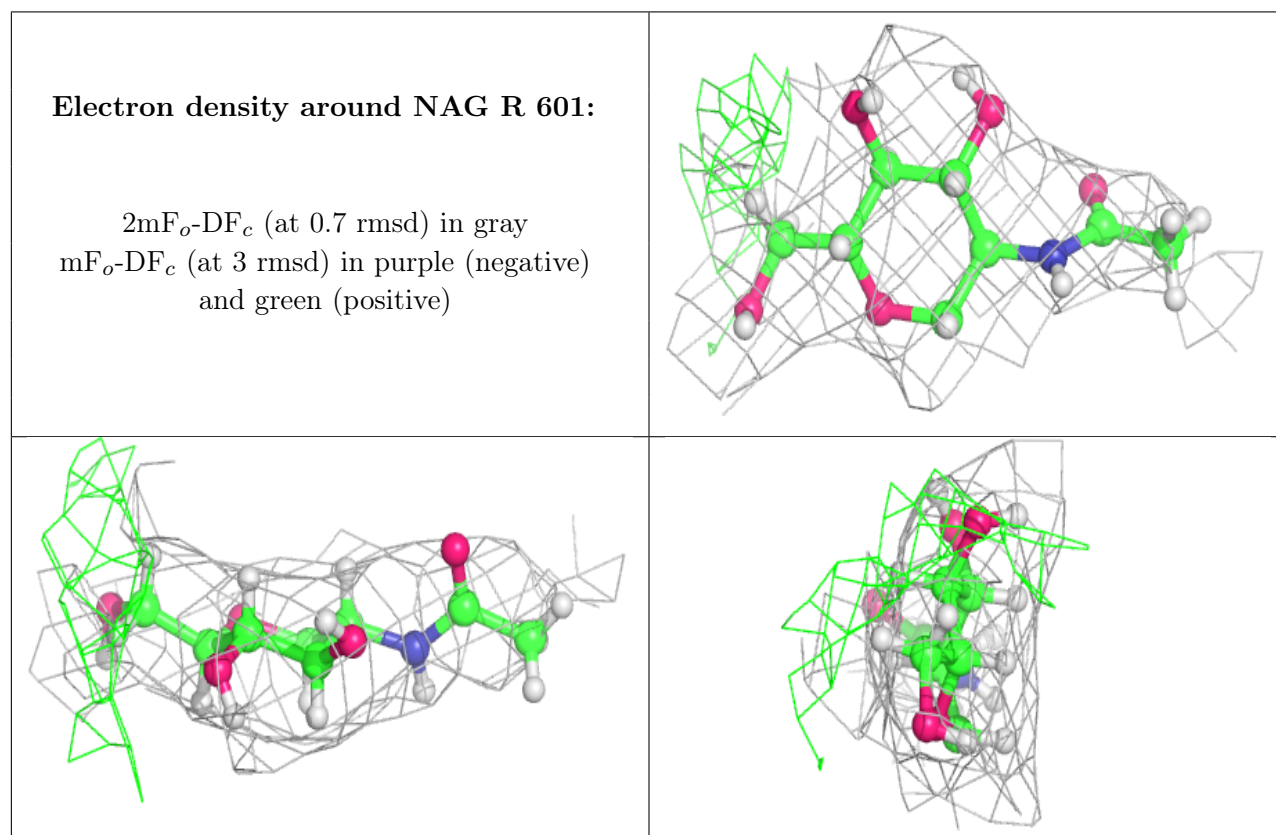 Electron density around NAG R 601:
2mFo-DFc (at 0.7 rmsd) in gray
mFo-DFc (at 3 rmsd) in purple (negative)
and green (positive)